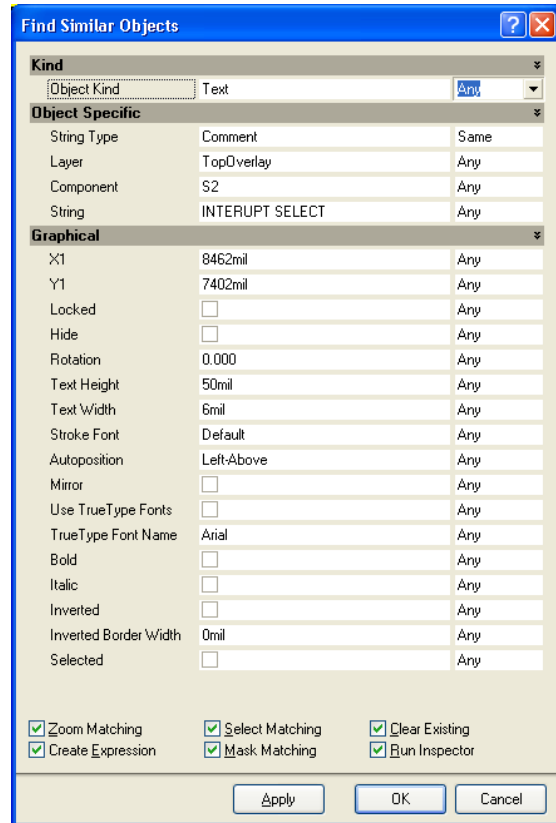 Find Similar Objects
Kind
Object Kind Text Any
Object Specific
String Type Comment Same
Layer TopOverlay Any
Component S2 Any
String INTERUPT SELECT Any
Graphical
X1 8462mil Any
Y1 7402mil Any
Locked Any
Hide Any
Rotation 0.000 Any
Text Height 50mil Any
Text Width 6mil Any
Stroke Font Default Any
Autoposition Left-Above Any
Mirror Any
Use TrueType Fonts Any
TrueType Font Name Arial Any
Bold Any
Italic Any
Inverted Any
Inverted Border Width 0mil Any
Selected Any
Zoom Matching Select Matching Clear Existing
Create Expression Mask Matching Run Inspector
Apply OK Cancel